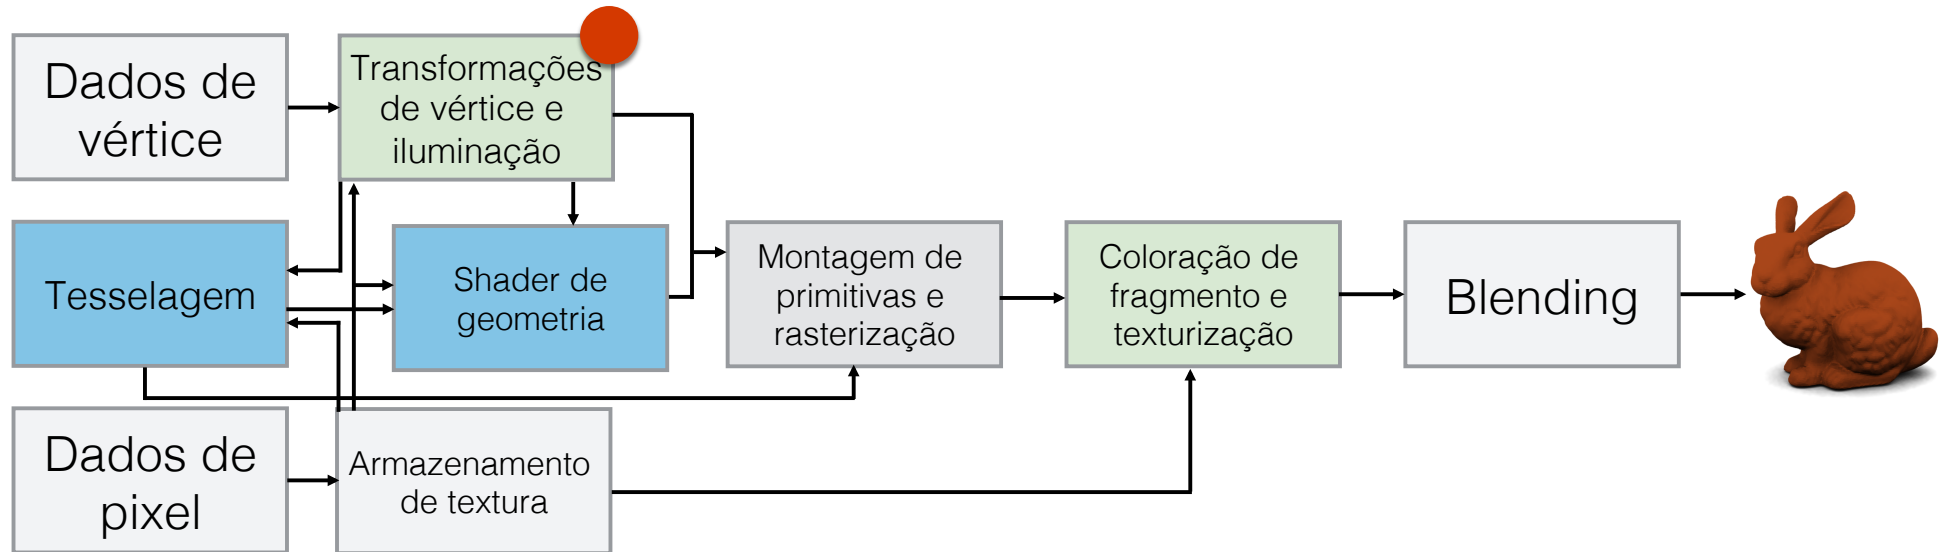 Dados de
vértice
Transformações
de vértice e
iluminação
Tesselagem
Shader de
geometria
Montagem de
primitivas e
rasterização
Coloração de
fragmento e
texturização
Blending
Dados de
pixel
Armazenamento
de textura